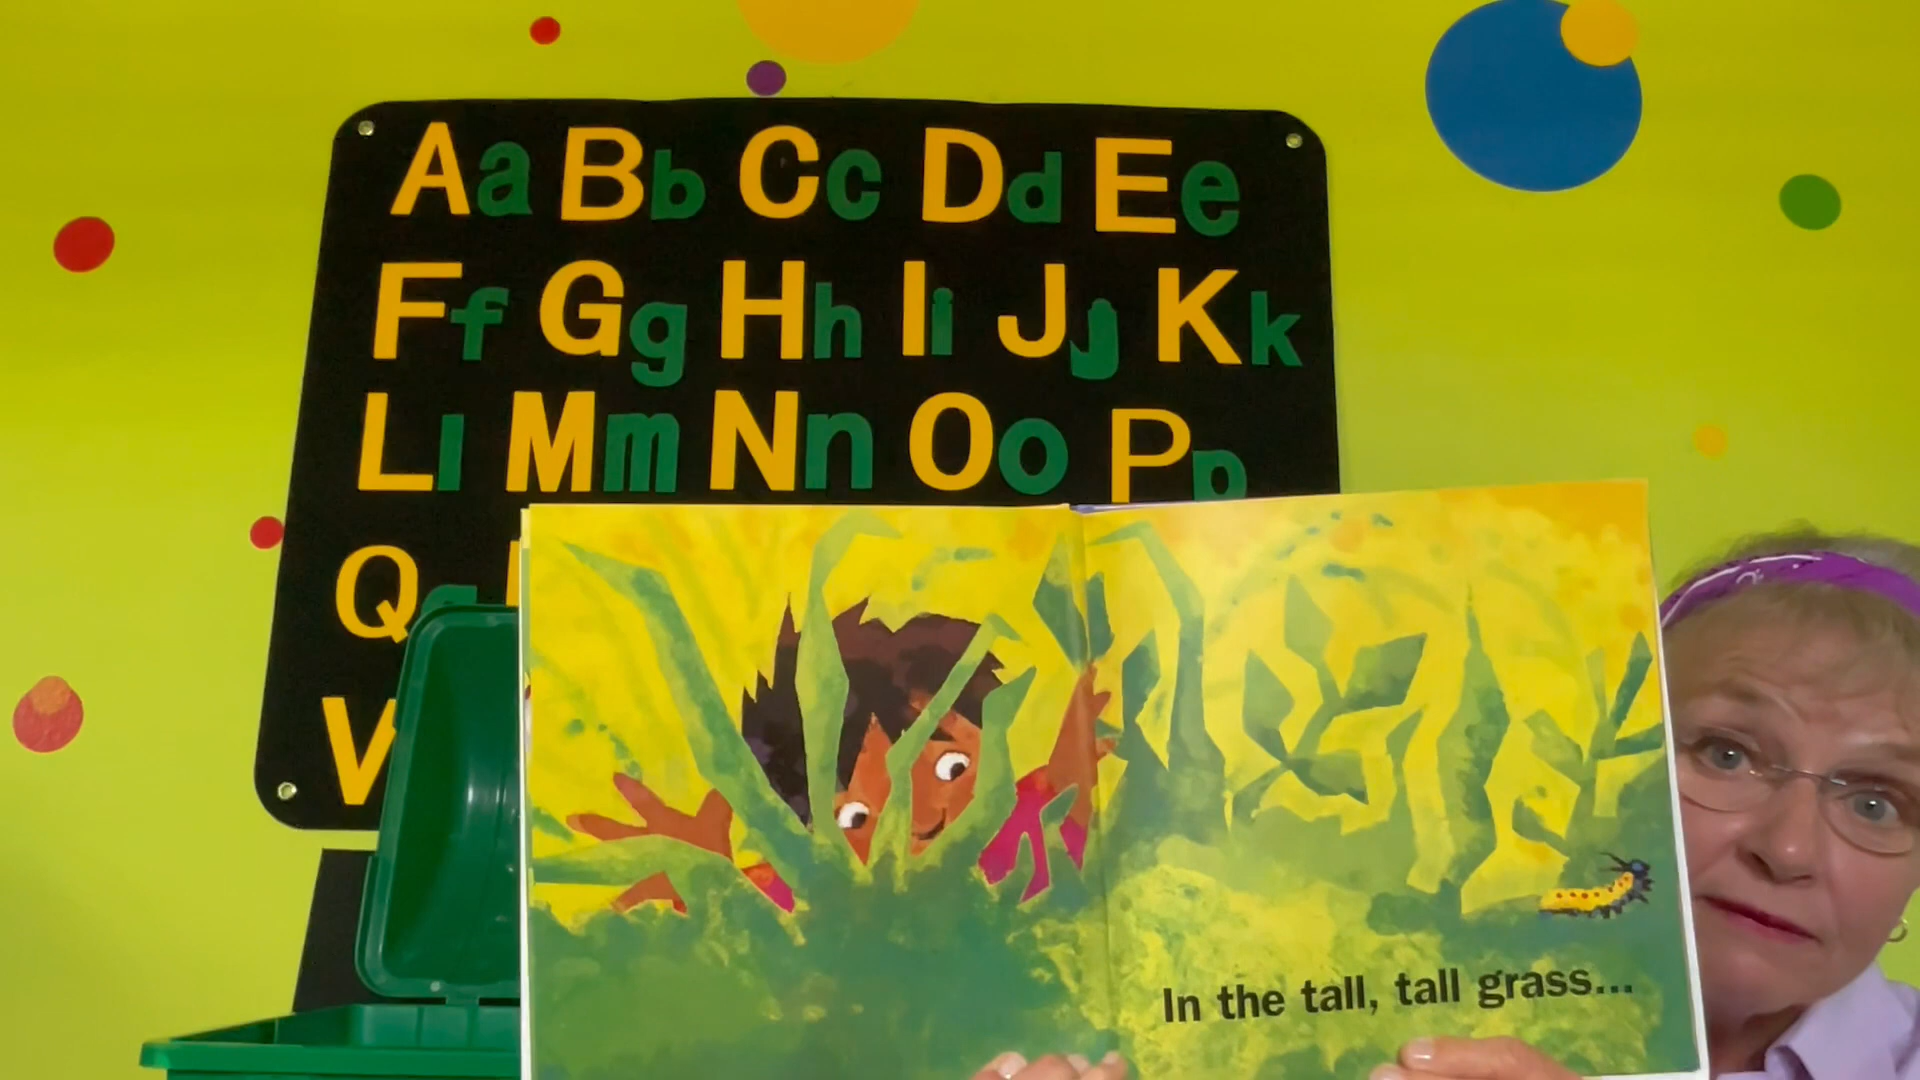 Aa Bb Cc Dd Ee
Ff Gg Hh Ii Jj Kk
Ll Mm Nn Oo Pp
Qq
V
In the tall, tall grass...